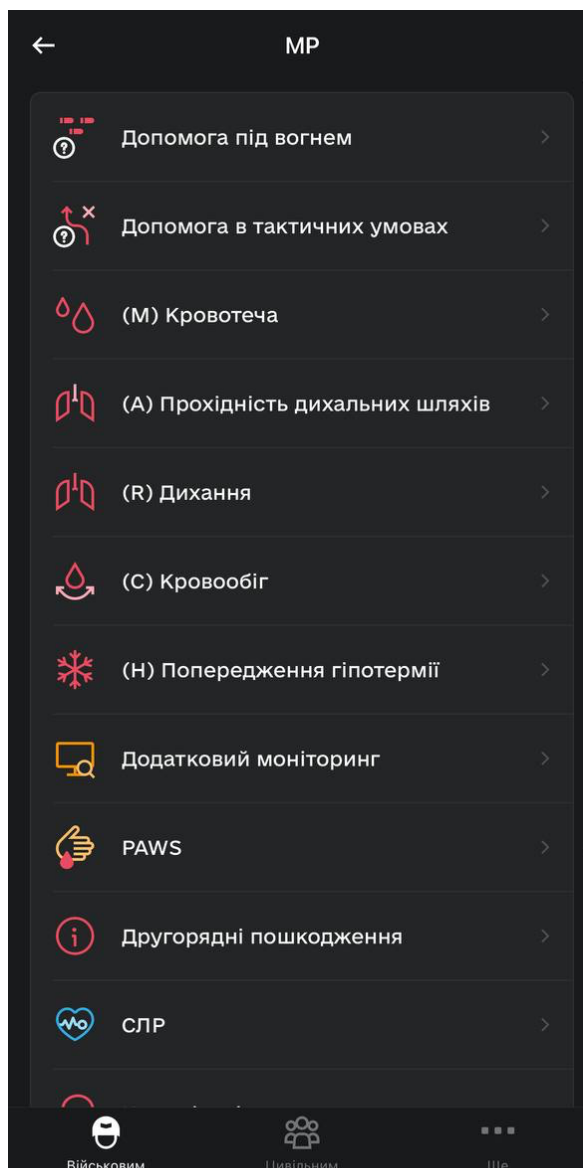 МР
Допомога під вогнем
Допомога в тактичних умовах
(М) Кровотеча
(А) Прохідність дихальних шляхів
(R) Дихання
(С) Кровообіг
(Н) Попередження гіпотермії
Додатковий моніторинг
PAWS
Другорядні пошкодження
СЛР
Військовим
Цивільним
Ще